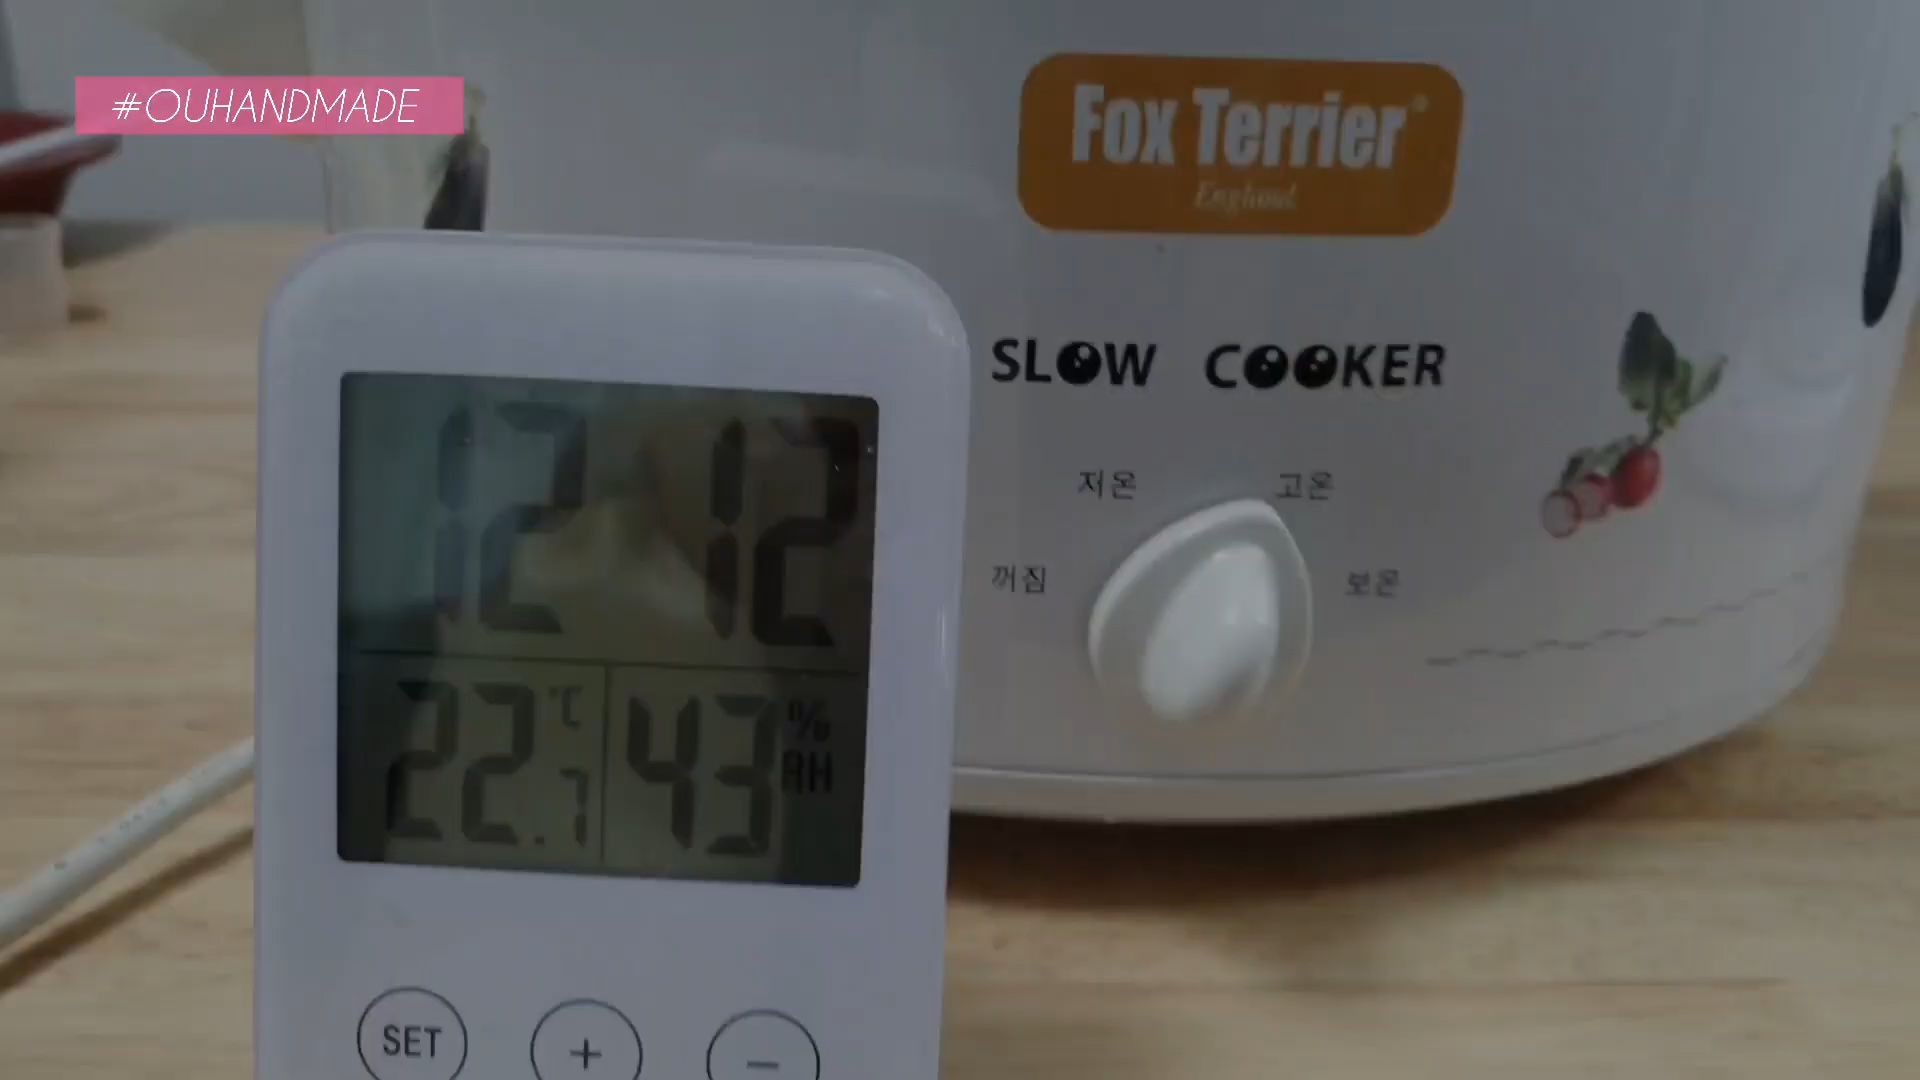 #OUHANDMADE
Fox Terrier®
England
SLOW COOKER
저온 고온
꺼짐 보온
12 12
22.7 °C 43 % RH
SET + −